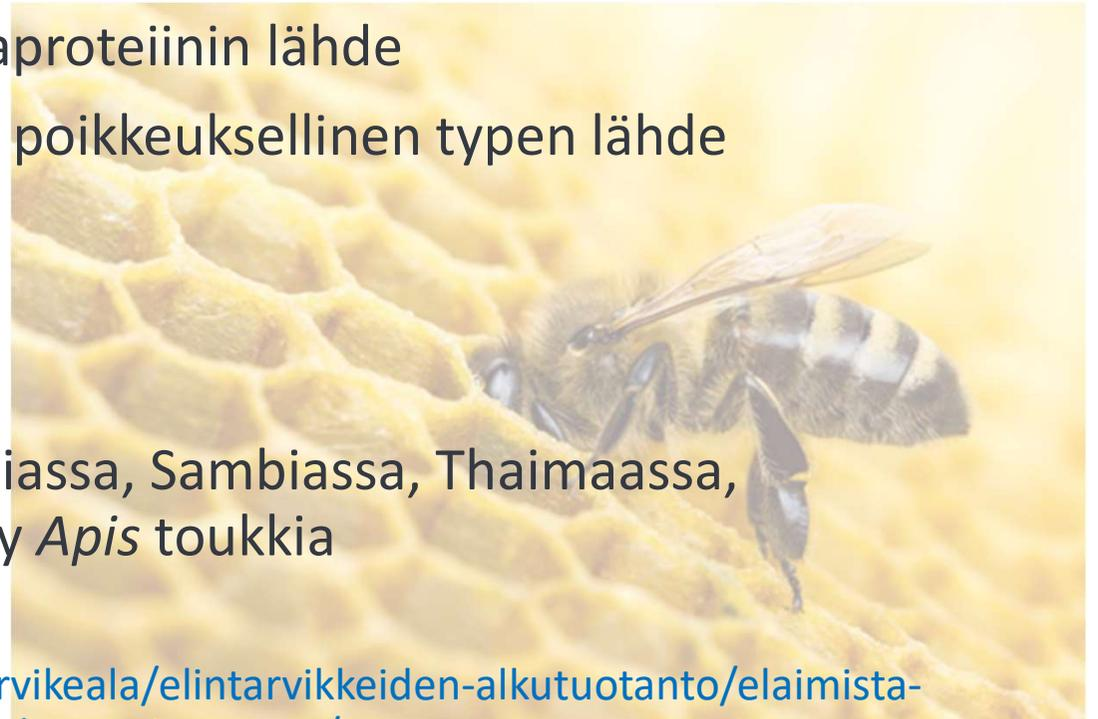 aproteiinin lähde
poikkeuksellinen typen lähde
iassa, Sambiassa, Thaimaassa,
y Apis toukkia
rvikeala/elintarvikkeiden-alkutuotanto/elaimista-